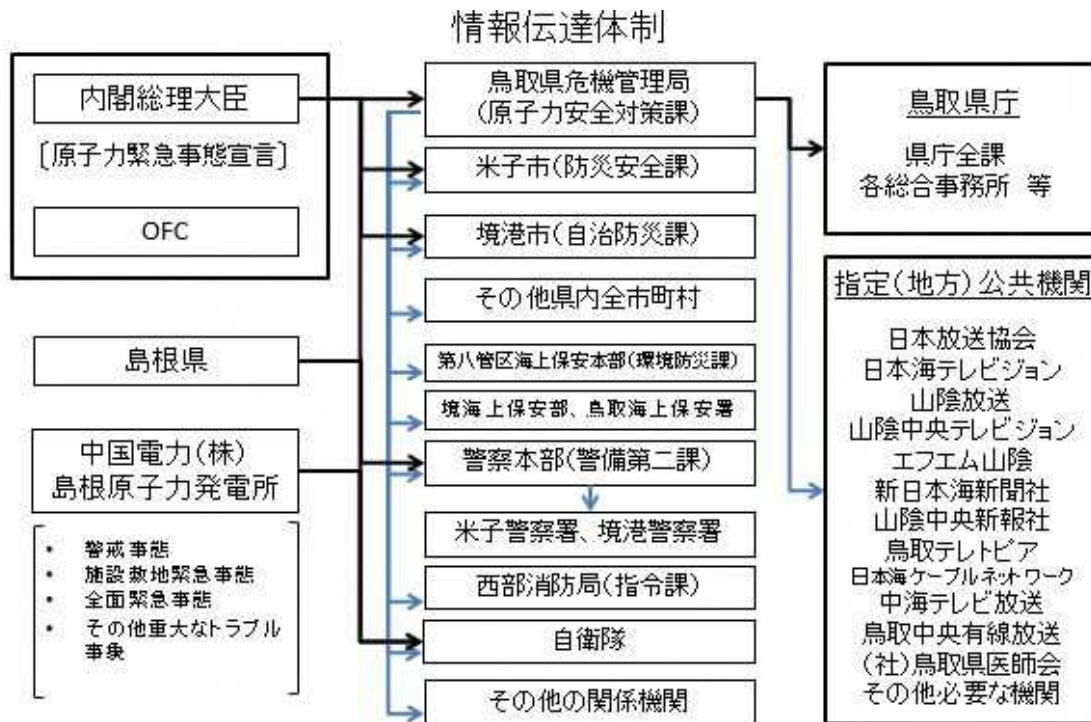 情報伝達体制
内閣総理大臣
[原子力緊急事態宣言]
OFC
島根県
中国電力(株)
島根原子力発電所
• 警戒事態
• 施設敷地緊急事態
• 全面緊急事態
• その他重大なトラブル
事象
鳥取県危機管理局
(原子力安全対策課)
米子市(防災安全課)
境港市(自治防災課)
その他県内全市町村
第八管区海上保安本部(環境防災課)
境海上保安部、鳥取海上保安署
警察本部(警備第二課)
米子警察署、境港警察署
西部消防局(指令課)
自衛隊
その他の関係機関
鳥取県庁
県庁全課
各総合事務所 等
指定(地方)公共機関
日本放送協会
日本海テレビジョン
山陰放送
山陰中央テレビジョン
エフエム山陰
新日本海新聞社
山陰中央新報社
鳥取テレトピア
日本海ケーブルネットワーク
中海テレビ放送
鳥取中央有線放送
(社)鳥取県医師会
その他必要な機関